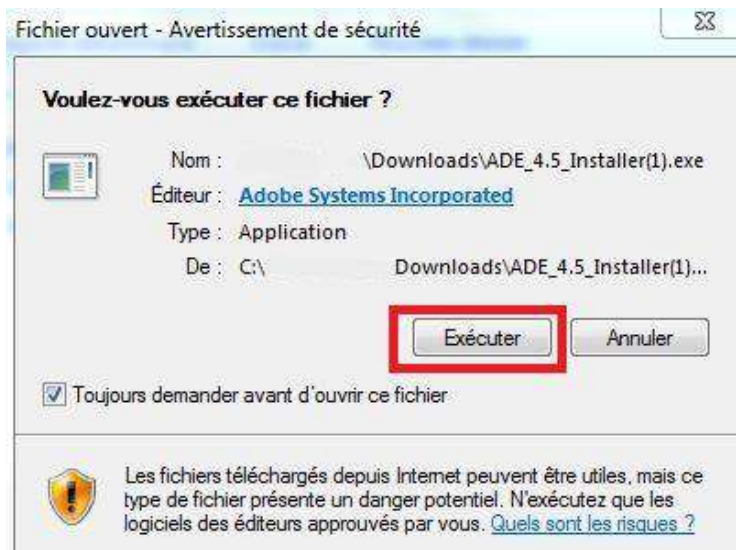 Fichier ouvert - Avertissement de sécurité
Voulez-vous exécuter ce fichier ?
Nom : \Downloads\ADE_4.5_Installer(1).exe
Éditeur : Adobe Systems Incorporated
Type : Application
De : C:\ Downloads\ADE_4.5_Installer(1)...
Exécuter Annuler
Toujours demander avant d'ouvrir ce fichier
Les fichiers téléchargés depuis Internet peuvent être utiles, mais ce
type de fichier présente un danger potentiel. N'exécutez que les
logiciels des éditeurs approuvés par vous. Quels sont les risques ?